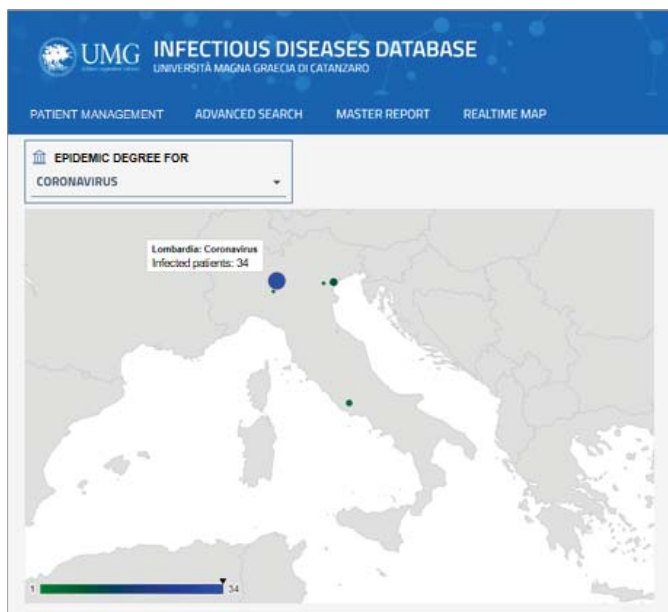 UMG INFECTIOUS DISEASES DATABASE
UNIVERSITÀ MAGNA GRAECIA DI CATANZARO
PATIENT MANAGEMENT ADVANCED SEARCH MASTER REPORT REALTIME MAP
EPIDEMIC DEGREE FOR
CORONAVIRUS
Lombardia: Coronavirus
Infected patients: 34
1 34